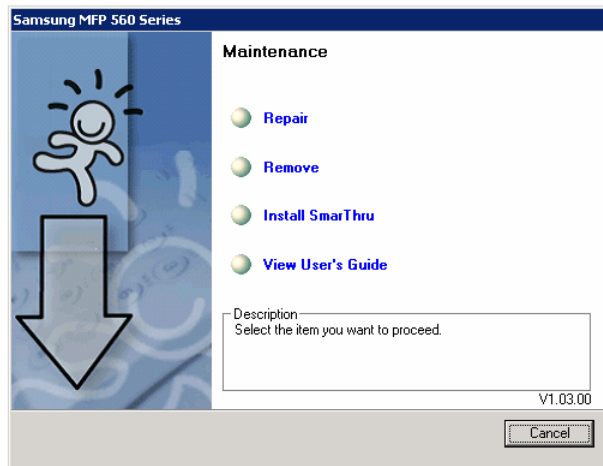 Samsung MFP 560 Series
Maintenance
Repair
Remove
Install SmarThru
View User's Guide
Description
Select the item you want to proceed.
V1.03.00
Cancel